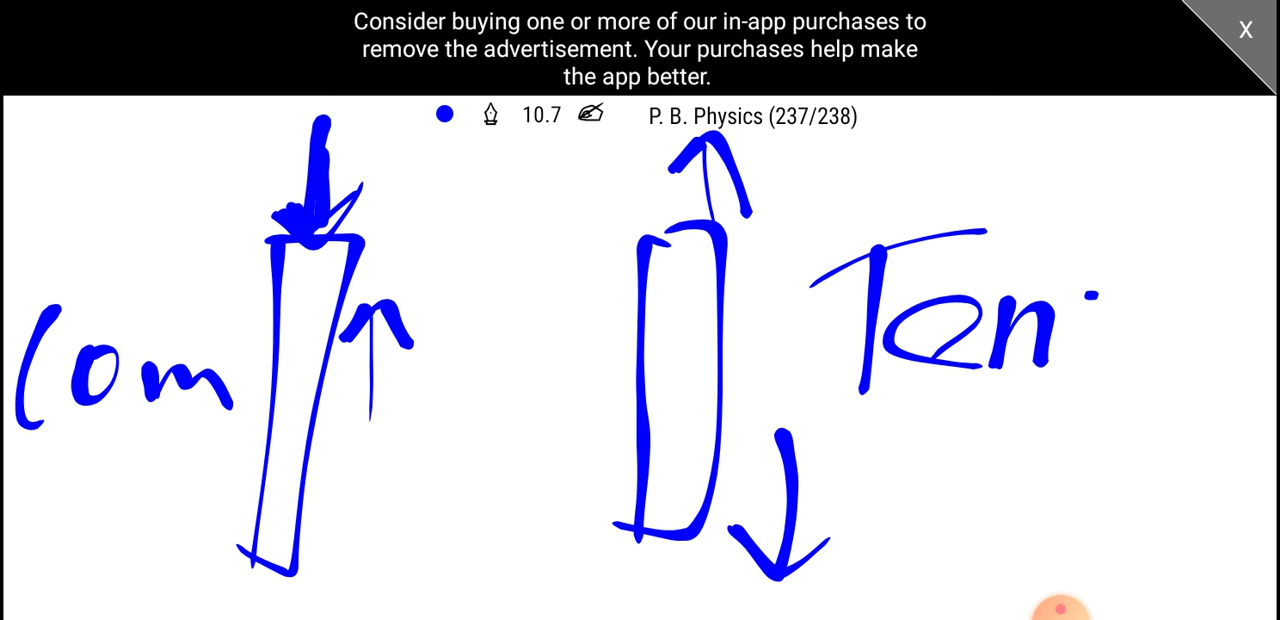 Consider buying one or more of our in-app purchases to
remove the advertisement. Your purchases help make
the app better.
X
10.7 P. B. Physics (237/238)
Com
Ten.